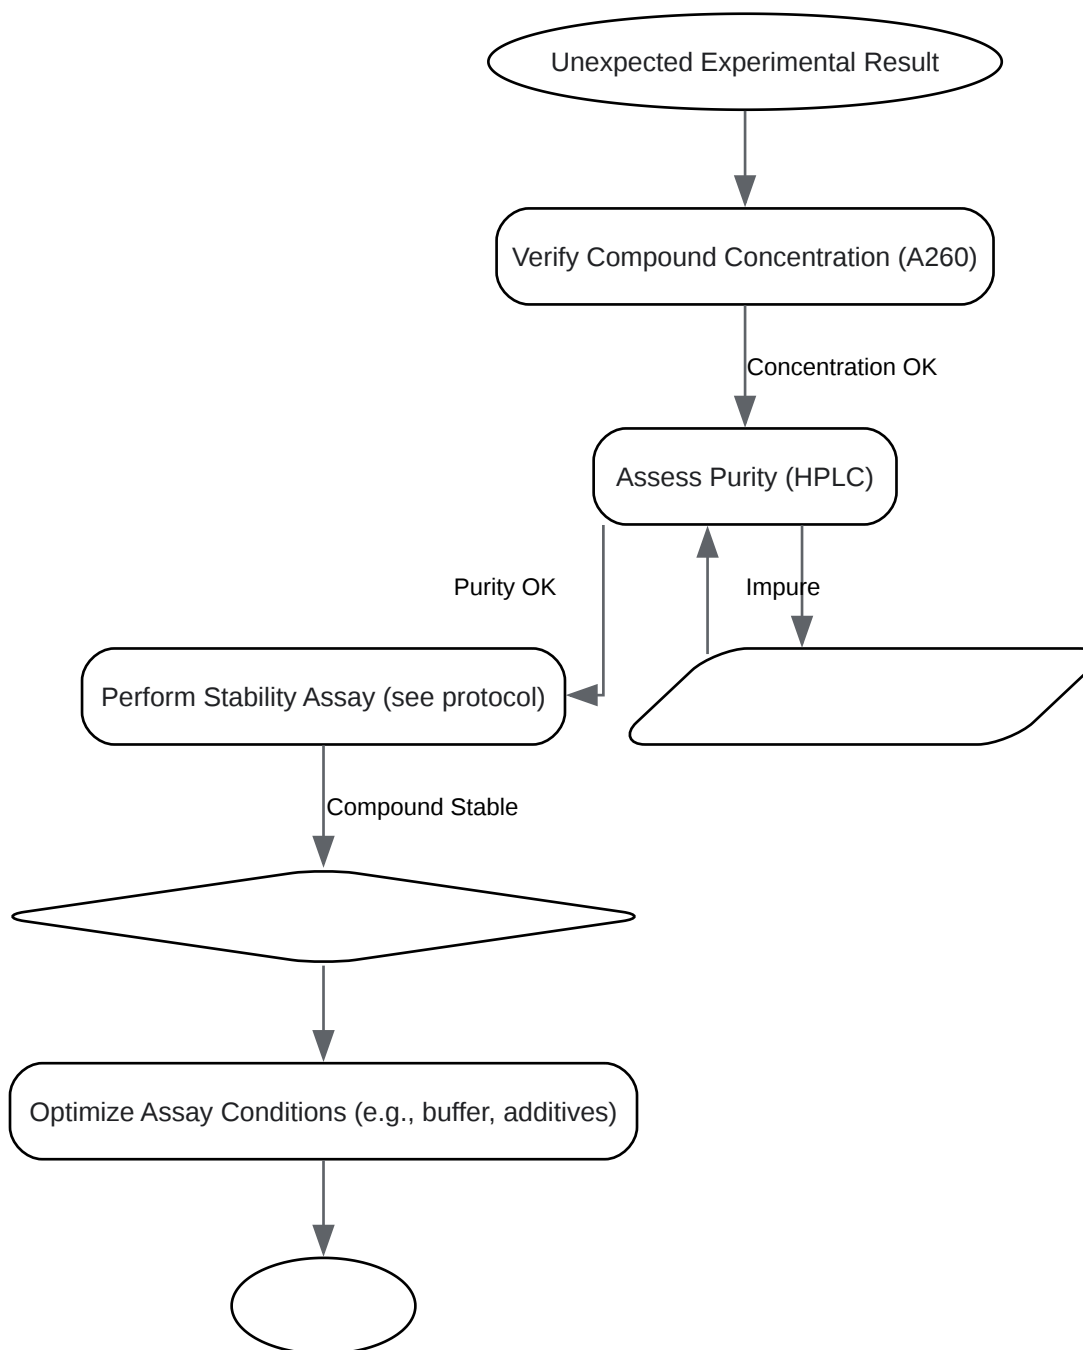 Unexpected Experimental Result
Verify Compound Concentration (A260)
Concentration OK
Assess Purity (HPLC)
Purity OK
Impure
Perform Stability Assay (see protocol)
Compound Stable
Optimize Assay Conditions (e.g., buffer, additives)